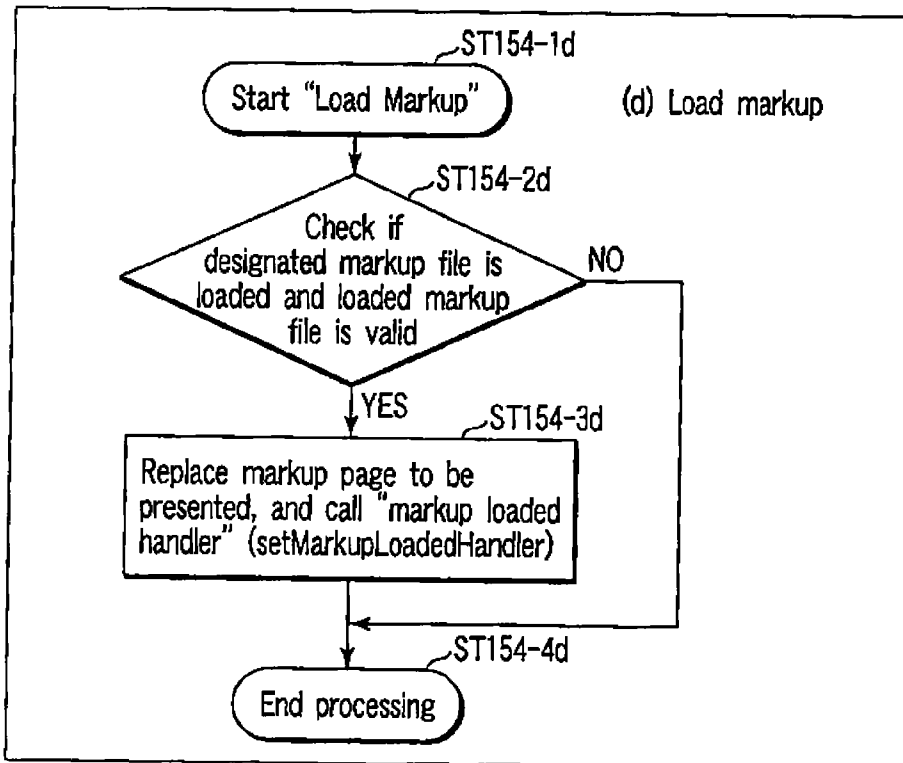 ST154-1d
Start “Load Markup”
(d) Load markup
ST154-2d
Check if
designated markup file is
loaded and loaded markup
file is valid
NO
YES
ST154-3d
Replace markup page to be
presented, and call “markup loaded
handler” (setMarkupLoadedHandler)
ST154-4d
End processing